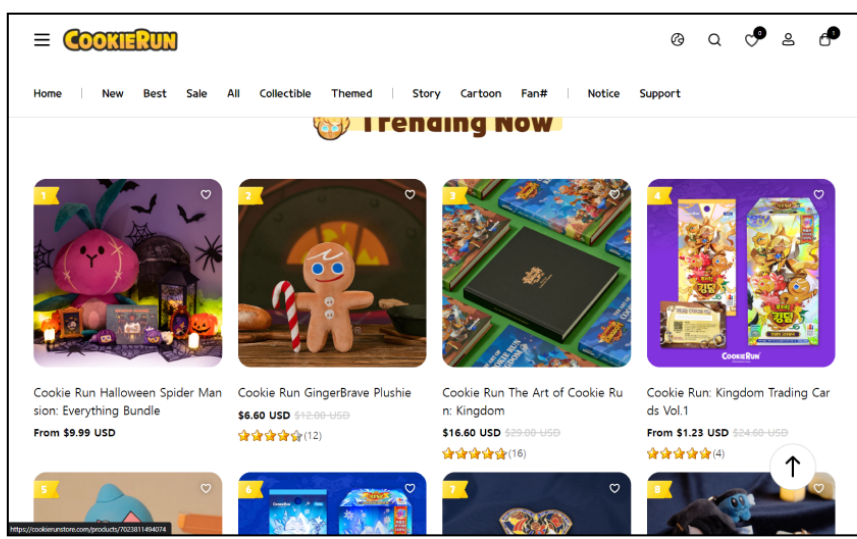 COOKIERUN
0
1
Home New Best Sale All Collectible Themed Story Cartoon Fan# Notice Support
Trending Now
1
2
3
4
COOKIERUN
Cookie Run Halloween Spider Man
sion: Everything Bundle
From $9.99 USD
Cookie Run GingerBrave Plushie
$6.60 USD $12.00 USD
(12)
Cookie Run The Art of Cookie Ru
n: Kingdom
$16.60 USD $29.00 USD
(16)
Cookie Run: Kingdom Trading Car
ds Vol.1
From $1.23 USD $24.60 USD
(4)
5
6
7
8
https://cookierunstore.com/products/7023811494074